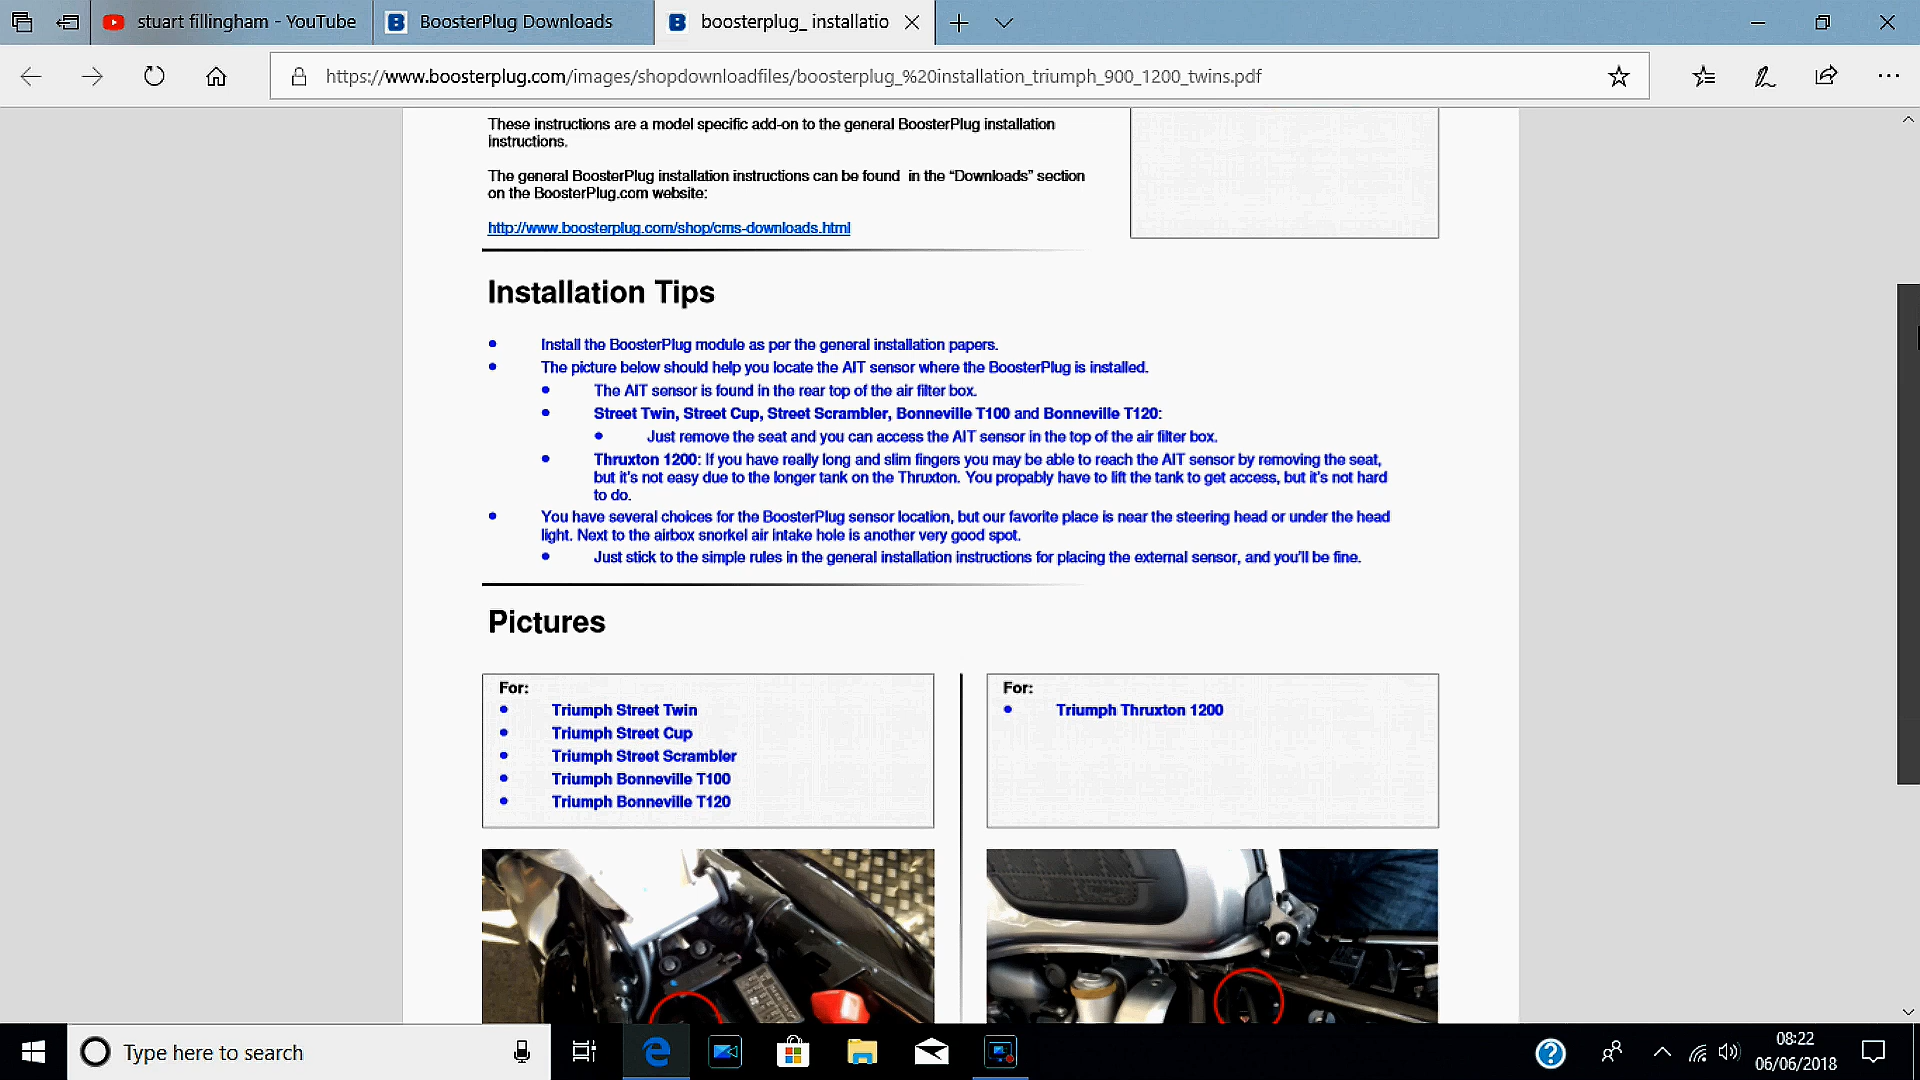 stuart fillingham - YouTube
BoosterPlug Downloads
boosterplug_ installatio
https://www.boosterplug.com/images/shopdownloadfiles/boosterplug_%20installation_triumph_900_1200_twins.pdf
These instructions are a model specific add-on to the general BoosterPlug installation
instructions.
The general BoosterPlug installation instructions can be found in the “Downloads” section
on the BoosterPlug.com website:
http://www.boosterplug.com/shop/cms-downloads.html
Installation Tips
Install the BoosterPlug module as per the general installation papers.
The picture below should help you locate the AIT sensor where the BoosterPlug is installed.
The AIT sensor is found in the rear top of the air filter box.
Street Twin, Street Cup, Street Scrambler, Bonneville T100 and Bonneville T120:
Just remove the seat and you can access the AIT sensor in the top of the air filter box.
Thruxton 1200: If you have really long and slim fingers you may be able to reach the AIT sensor by removing the seat,
but it’s not easy due to the longer tank on the Thruxton. You propably have to lift the tank to get access, but it’s not hard
to do.
You have several choices for the BoosterPlug sensor location, but our favorite place is near the steering head or under the head
light. Next to the airbox snorkel air intake hole is another very good spot.
Just stick to the simple rules in the general installation instructions for placing the external sensor, and you’ll be fine.
Pictures
For:
Triumph Street Twin
Triumph Street Cup
Triumph Street Scrambler
Triumph Bonneville T100
Triumph Bonneville T120
For:
Triumph Thruxton 1200
Type here to search
08:22
06/06/2018